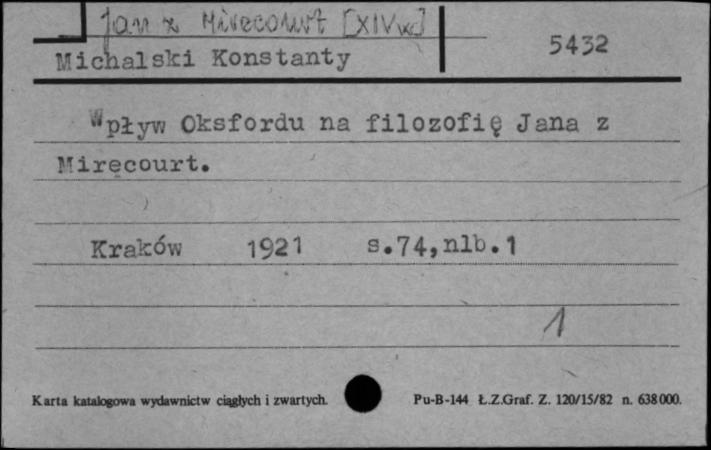 Jan z Mirecourt [XIV w.]
Michalski Konstanty
5432
Wpływ Oksfordu na filozofię Jana z
Mirecourt.
Kraków 1921 s.74,nlb.1
1
Karta katalogowa wydawnictw ciągłych i zwartych. Pu-B-144 Ł.Z.Graf. Z. 120/15/82 n. 638000.